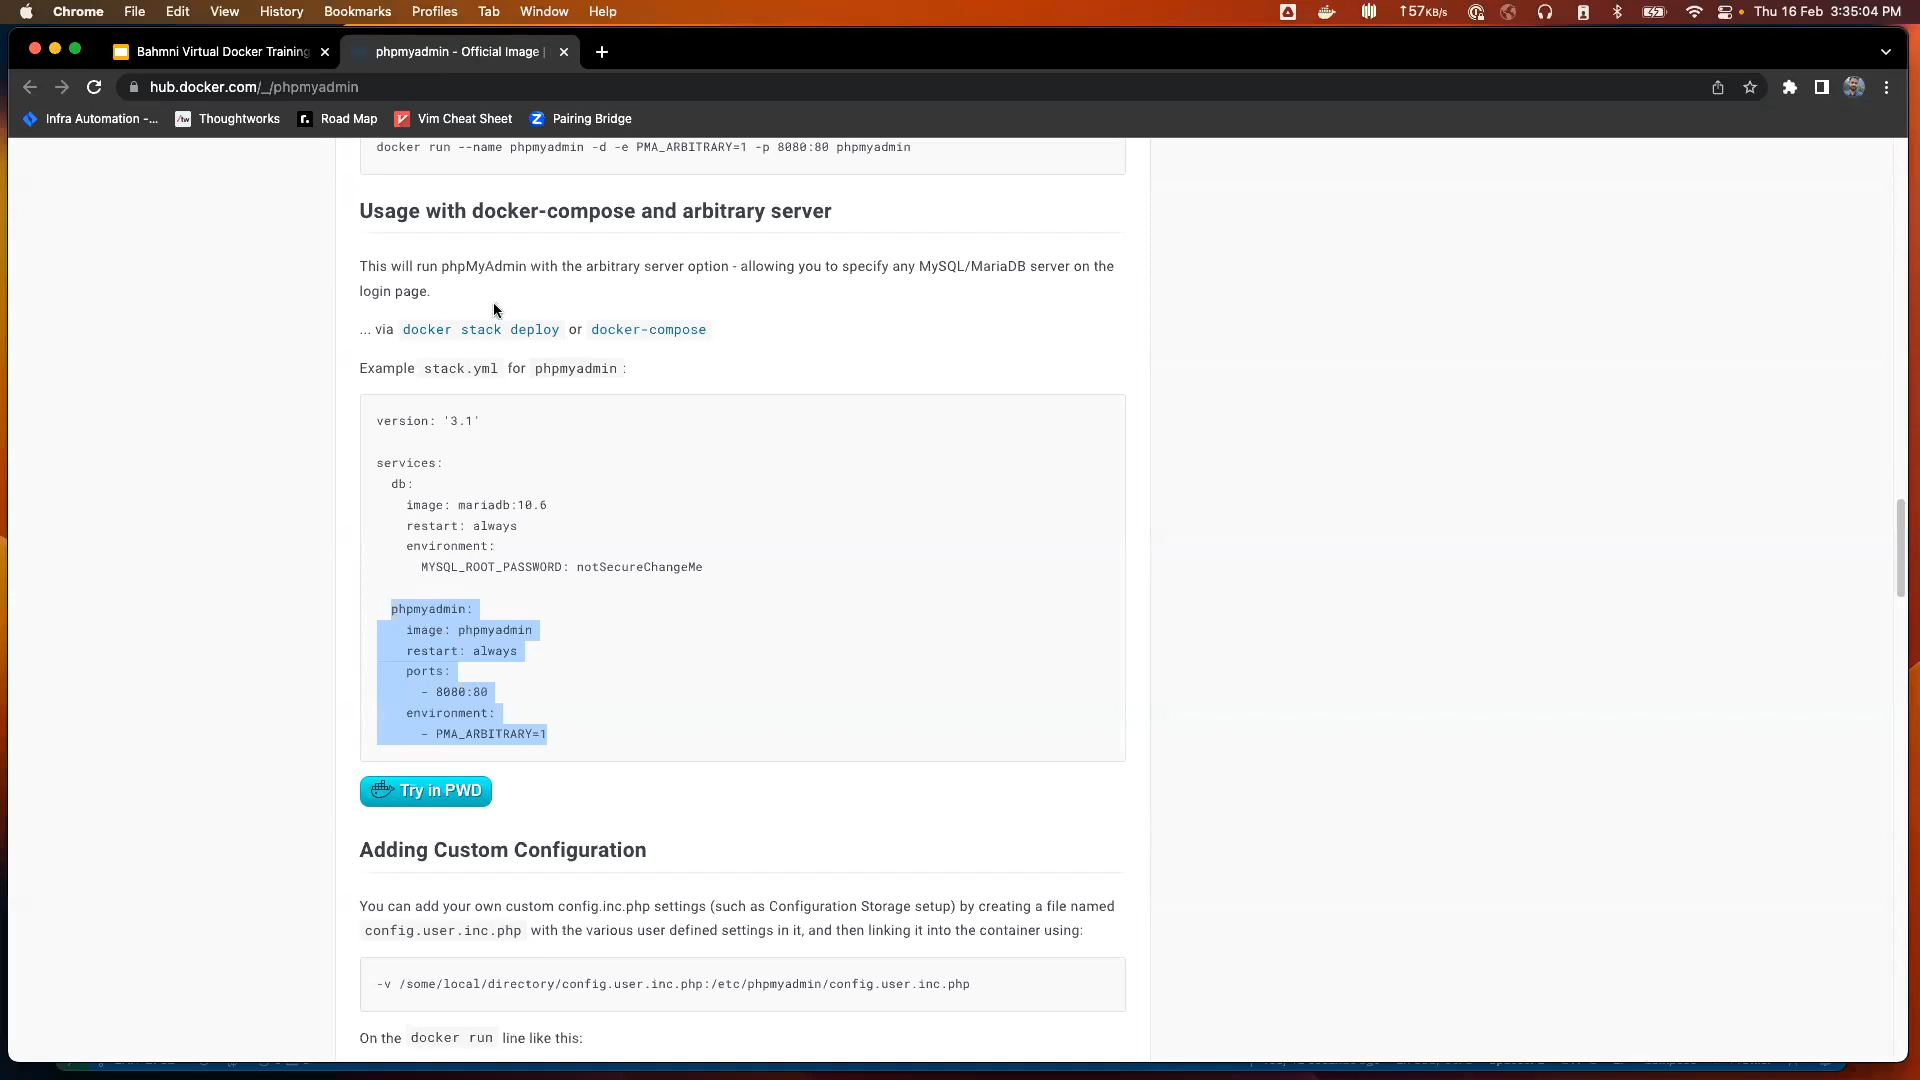 Chrome File Edit View History Bookmarks Profiles Tab Window Help
↑57KB/s
Thu 16 Feb 3:35:04 PM
Bahmni Virtual Docker Training
phpmyadmin - Official Image |
hub.docker.com/_/phpmyadmin
Infra Automation -...
/tw Thoughtworks
r. Road Map
Vim Cheat Sheet
Z Pairing Bridge
docker run --name phpmyadmin -d -e PMA_ARBITRARY=1 -p 8080:80 phpmyadmin
Usage with docker-compose and arbitrary server
This will run phpMyAdmin with the arbitrary server option - allowing you to specify any MySQL/MariaDB server on the
login page.
... via docker stack deploy or docker-compose
Example stack.yml for phpmyadmin :
version: '3.1'
services:
db:
image: mariadb:10.6
restart: always
environment:
MYSQL_ROOT_PASSWORD: notSecureChangeMe
phpmyadmin:
image: phpmyadmin
restart: always
ports:
- 8080:80
environment:
- PMA_ARBITRARY=1
Try in PWD
Adding Custom Configuration
You can add your own custom config.inc.php settings (such as Configuration Storage setup) by creating a file named
config.user.inc.php with the various user defined settings in it, and then linking it into the container using:
-v /some/local/directory/config.user.inc.php:/etc/phpmyadmin/config.user.inc.php
On the docker run line like this: